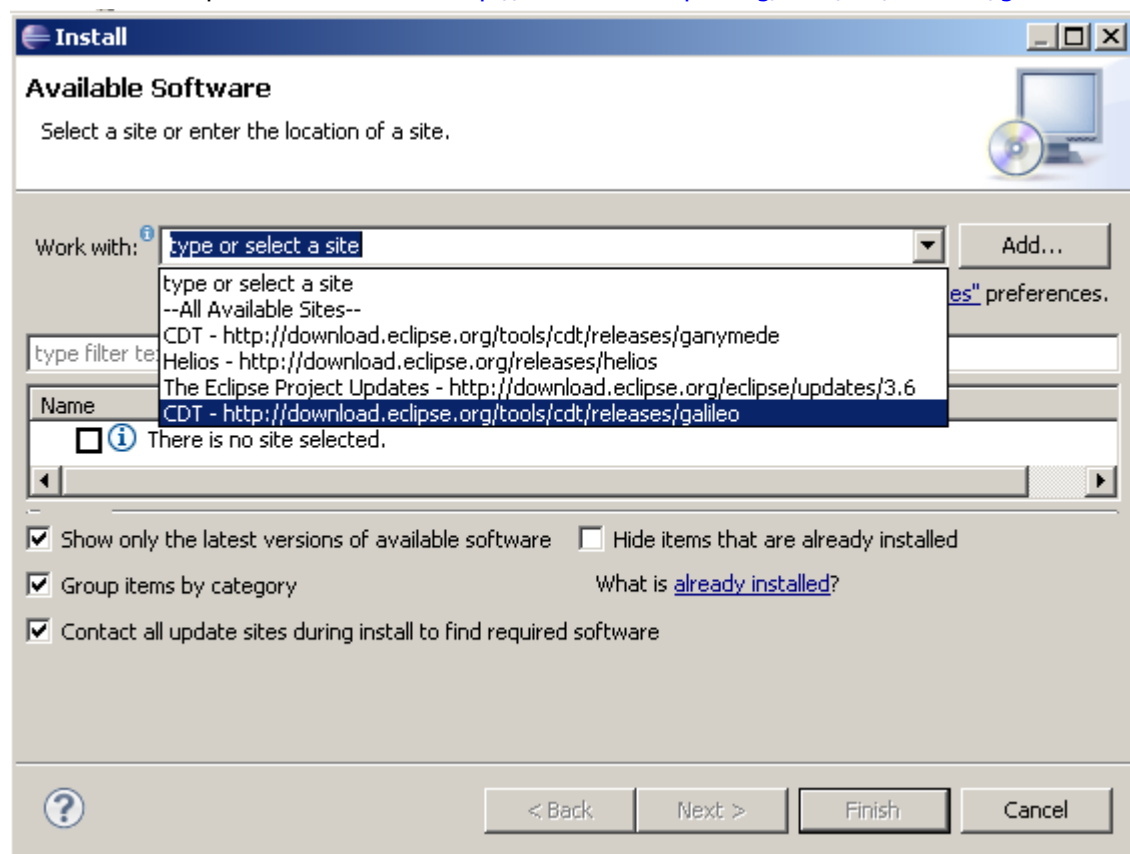 Install
Available Software
Select a site or enter the location of a site.
Work with: type or select a site Add...
type or select a site
--All Available Sites--
es" preferences.
CDT - http://download.eclipse.org/tools/cdt/releases/ganymede
type filter te
Helios - http://download.eclipse.org/releases/helios
The Eclipse Project Updates - http://download.eclipse.org/eclipse/updates/3.6
Name
CDT - http://download.eclipse.org/tools/cdt/releases/galileo
There is no site selected.
Show only the latest versions of available software Hide items that are already installed
Group items by category What is already installed?
Contact all update sites during install to find required software
< Back Next > Finish Cancel